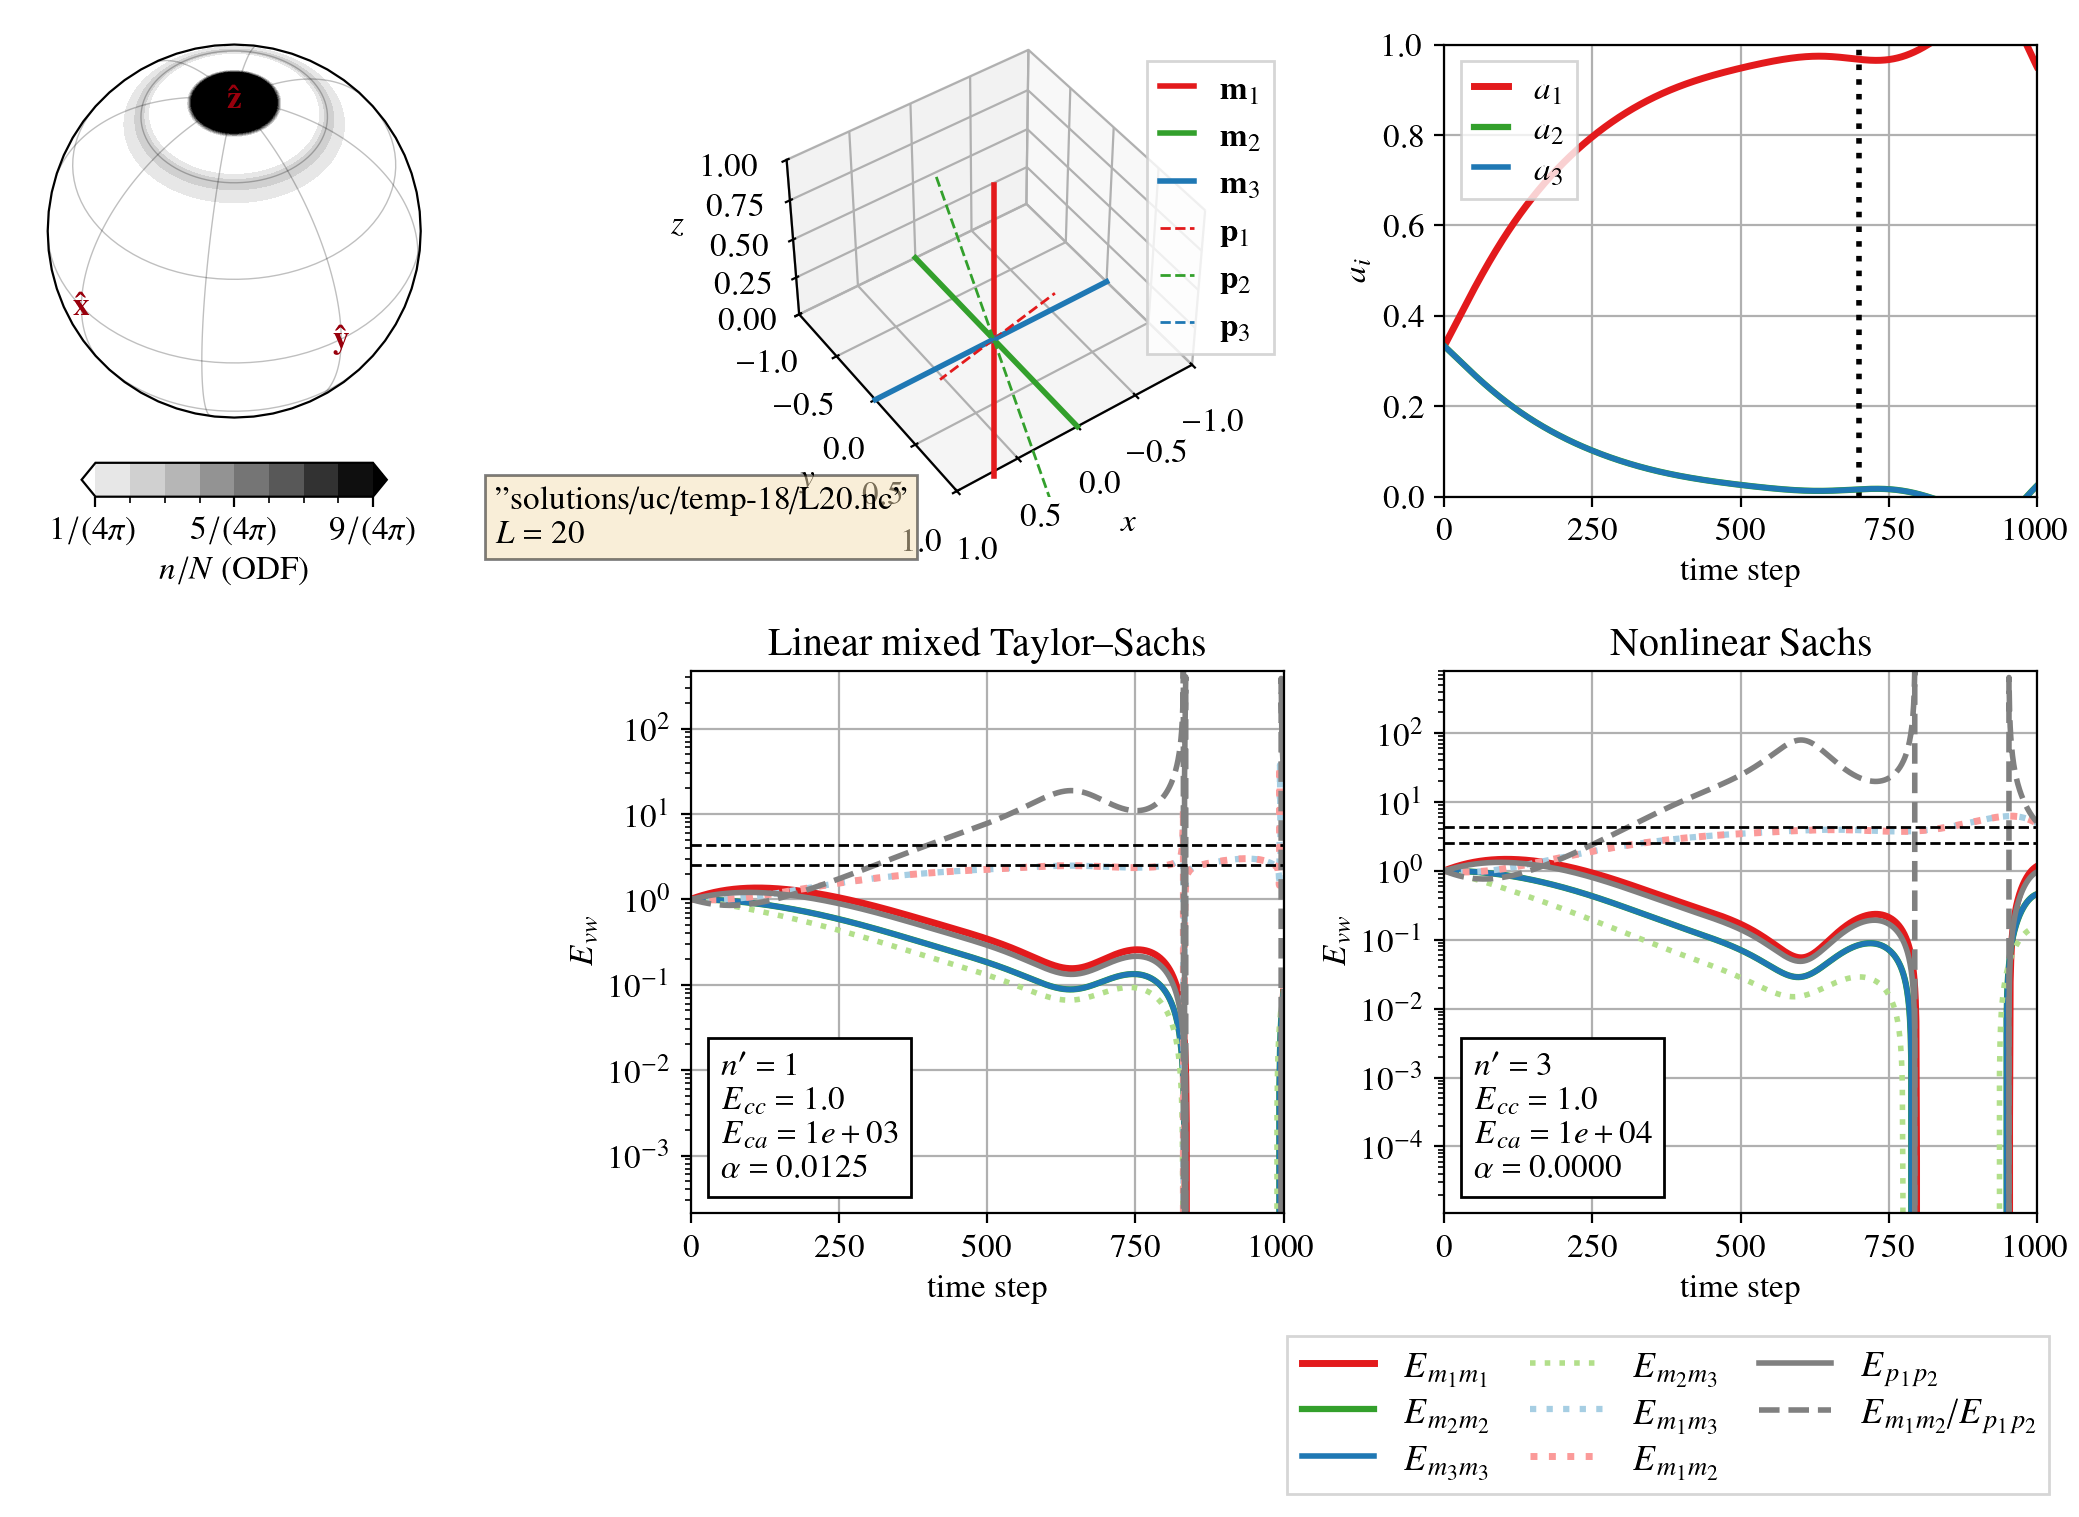 ẑ
x̂
ŷ
1/(4π) 5/(4π) 9/(4π)
n/N (ODF)
1.00
0.75
0.50
0.25
0.00
z
−1.0
−0.5
0.0
0.5
1.0
y
1.0
0.5
0.0
−0.5
−1.0
x
m1
m2
m3
p1
p2
p3
"solutions/uc/temp-18/L20.nc"
L = 20
1.0
0.8
0.6
0.4
0.2
0.0
ai
a1
a2
a3
0 250 500 750 1000
time step
Linear mixed Taylor–Sachs
10^2
10^1
10^0
10^−1
10^−2
10^−3
Evw
n′ = 1
Ecc = 1.0
Eca = 1e + 03
α = 0.0125
0 250 500 750 1000
time step
Nonlinear Sachs
10^2
10^1
10^0
10^−1
10^−2
10^−3
10^−4
Evw
n′ = 3
Ecc = 1.0
Eca = 1e + 04
α = 0.0000
0 250 500 750 1000
time step
Em1m1 Em2m3 Ep1p2
Em2m2 Em1m3 Em1m2/Ep1p2
Em3m3 Em1m2